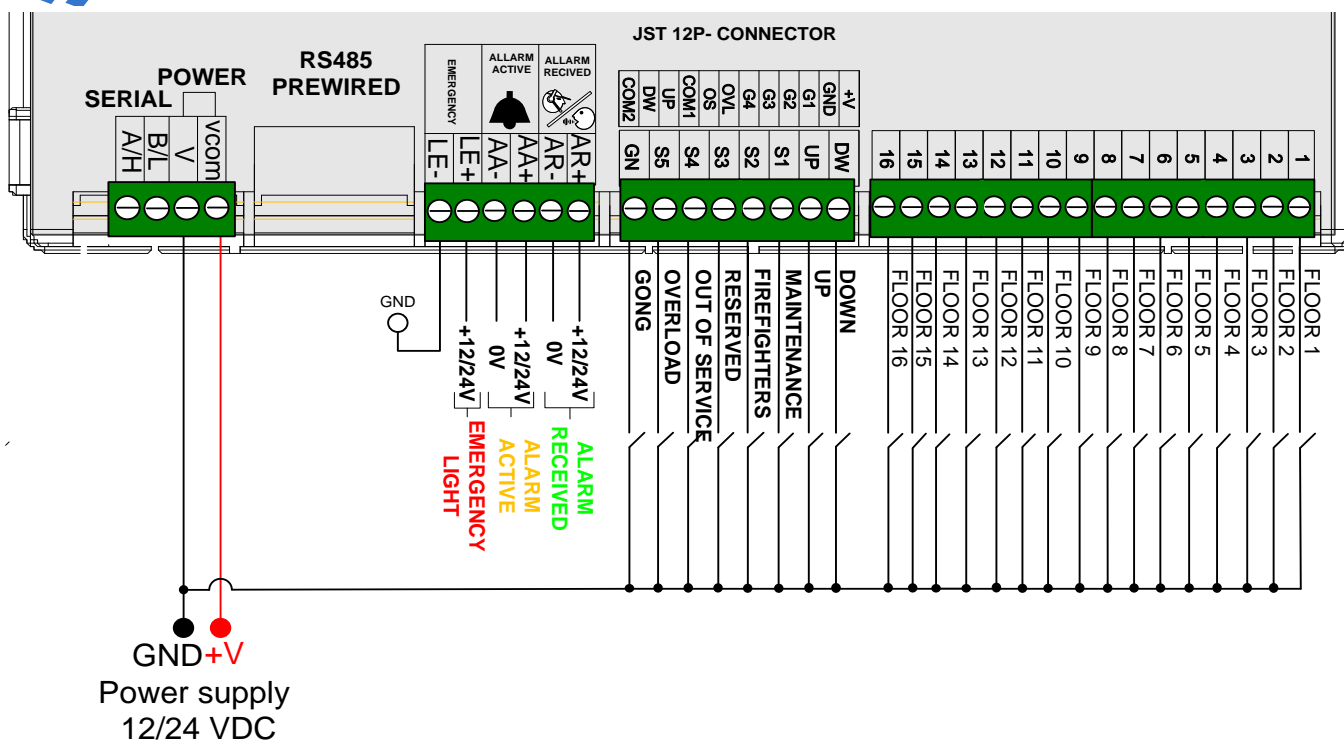 JST 12P- CONNECTOR
RS485
PREWIRED
POWER
SERIAL
A/H
B/L
V
vcom
EMERGENCY
ALLARM
ACTIVE
ALLARM
RECIVED
LE-
LE+
AA-
AA+
AR-
AR+
COM2
DW
UP
COM1
OS
OVL
G4
G3
G2
G1
GND
+V
GN
S5
S4
S3
S2
S1
UP
DW
16
15
14
13
12
11
10
9
8
7
6
5
4
3
2
1
GND
+12/24V
0V
+12/24V
0V
+12/24V
EMERGENCY
LIGHT
ALARM
ACTIVE
ALARM
RECEIVED
GONG
OVERLOAD
OUT OF SERVICE
RESERVED
FIREFIGHTERS
MAINTENANCE
UP
DOWN
FLOOR 16
FLOOR 15
FLOOR 14
FLOOR 13
FLOOR 12
FLOOR 11
FLOOR 10
FLOOR 9
FLOOR 8
FLOOR 7
FLOOR 6
FLOOR 5
FLOOR 4
FLOOR 3
FLOOR 2
FLOOR 1
GND +V
Power supply
12/24 VDC